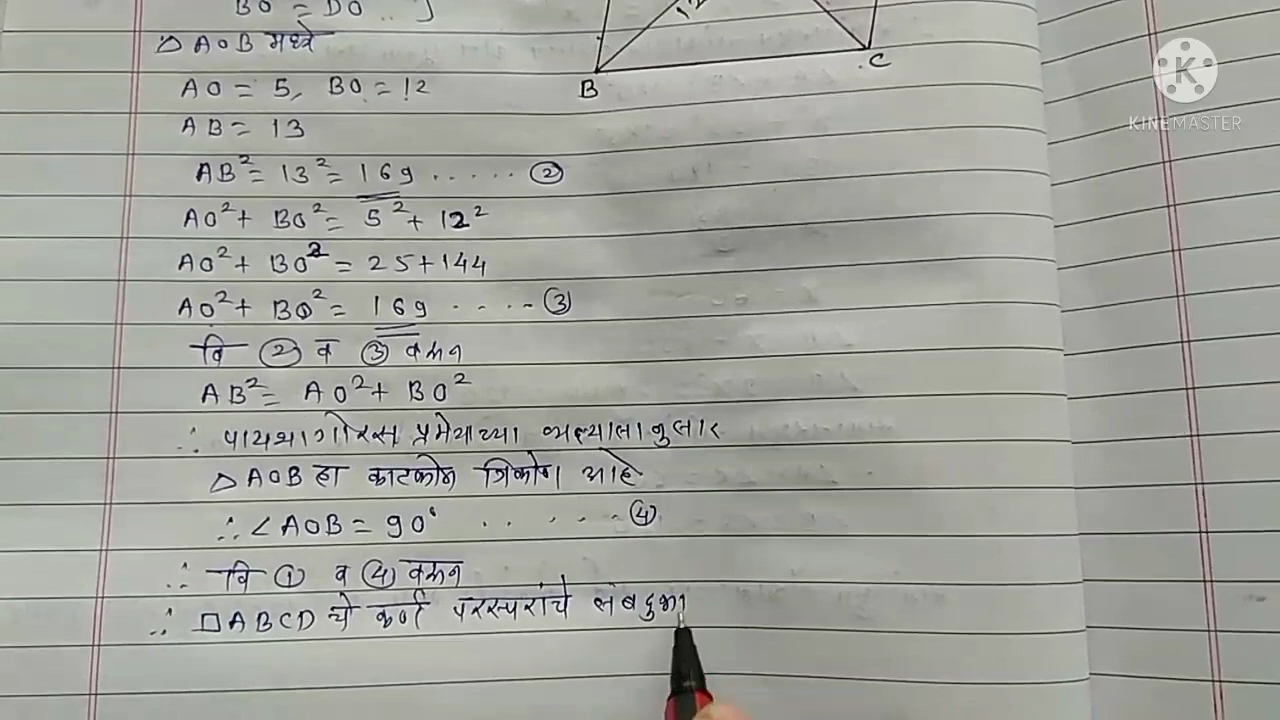 BO = DO }
△ AOB मध्ये
AO = 5, BO = 12
AB = 13
AB² = 13² = 169 ..... ②
AO² + BO² = 5² + 12²
AO² + BO² = 25 + 144
AO² + BO² = 169 ..... ③
वि ② व ③ वरून
AB² = AO² + BO²
∴ पायथागोरस प्रमेयाच्या व्यत्यासानुसार
△ AOB हा काटकोन त्रिकोण आहे
∴ ∠AOB = 90° ...... ④
∴ वि ① व ④ वरून
∴ □ABCD चे कर्ण परस्परांचे लंबदुभा
B
C
K
KINEMASTER